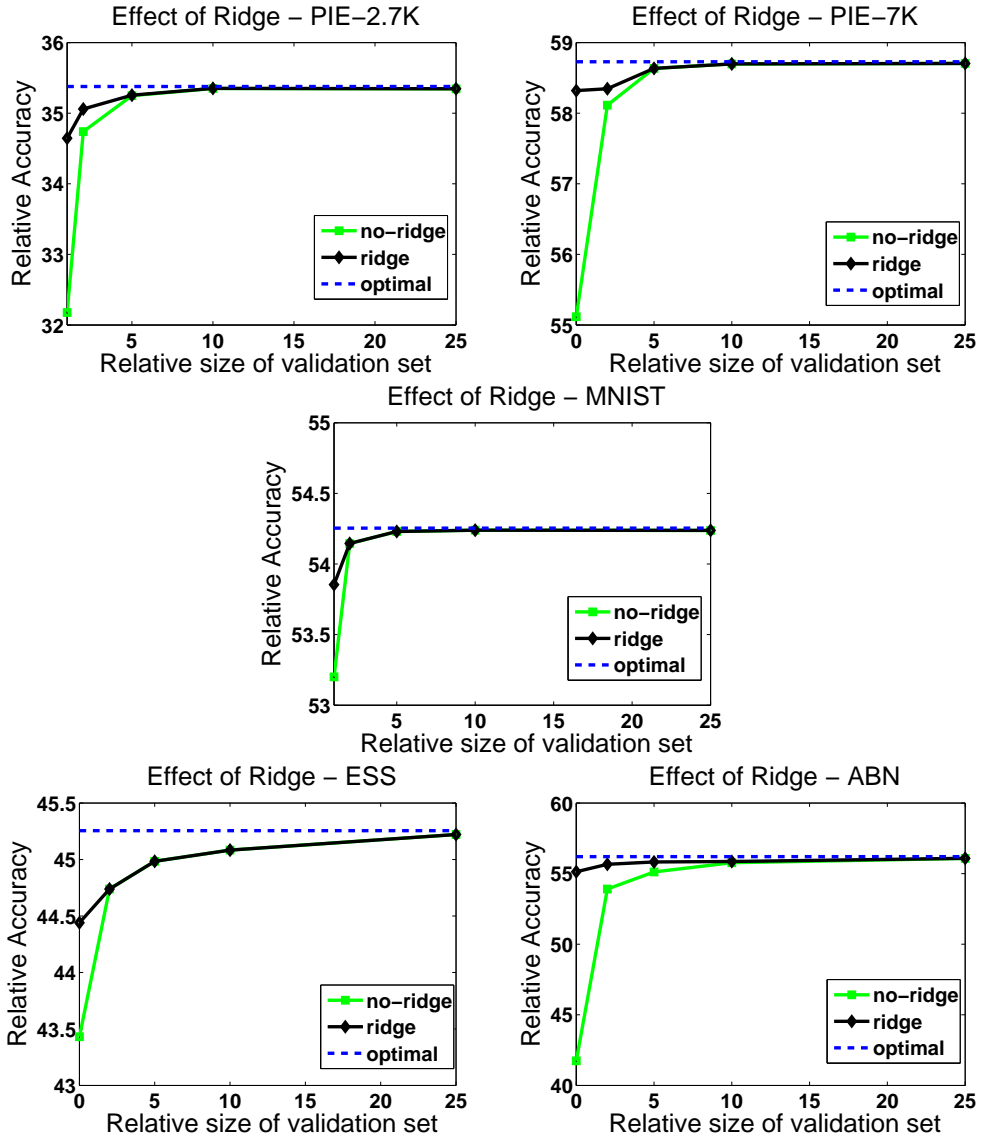 Effect of Ridge – PIE–2.7K
36
35
34
33
32
5
10
15
20
25
Relative Accuracy
Relative size of validation set
no–ridge
ridge
optimal
Effect of Ridge – PIE–7K
59
58
57
56
55
0
5
10
15
20
25
Relative Accuracy
Relative size of validation set
no–ridge
ridge
optimal
Effect of Ridge – MNIST
55
54.5
54
53.5
53
5
10
15
20
25
Relative Accuracy
Relative size of validation set
no–ridge
ridge
optimal
Effect of Ridge – ESS
45.5
45
44.5
44
43.5
43
0
5
10
15
20
25
Relative Accuracy
Relative size of validation set
no–ridge
ridge
optimal
Effect of Ridge – ABN
60
55
50
45
40
0
5
10
15
20
25
Relative Accuracy
Relative size of validation set
no–ridge
ridge
optimal